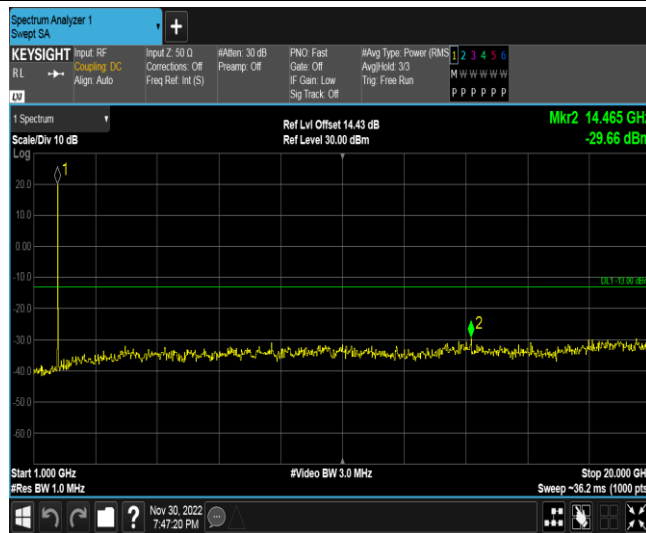 Spectrum Analyzer 1
Swept SA
KEYSIGHT
RL
LXI
Input: RF
Coupling: DC
Align: Auto
Input Z: 50 Ω
Corrections: Off
Freq Ref: Int (S)
#Atten: 30 dB
Preamp: Off
PNO: Fast
Gate: Off
IF Gain: Low
Sig Track: Off
#Avg Type: Power (RMS
Avg|Hold: 3/3
Trig: Free Run
1 2 3 4 5 6
M W W W W W
P P P P P P
1 Spectrum
Scale/Div 10 dB
Ref Lvl Offset 14.43 dB
Ref Level 30.00 dBm
Mkr2 14.465 GHz
-29.66 dBm
Log
1
20.0
10.0
0.00
-10.0
DL1 -13.00 dBm
2
-20.0
-30.0
-40.0
-50.0
-60.0
Start 1.000 GHz
#Video BW 3.0 MHz
Stop 20.000 GHz
#Res BW 1.0 MHz
Sweep ~36.2 ms (1000 pts)
Nov 30, 2022
7:47:20 PM